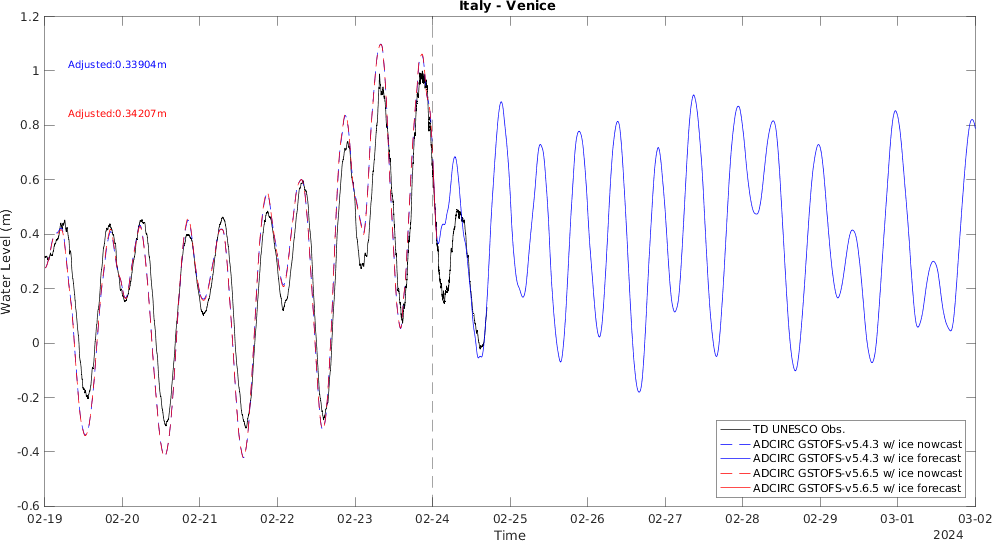 Italy - Venice
1.2
1
0.8
0.6
0.4
0.2
0
-0.2
-0.4
-0.6
Water Level (m)
Adjusted:0.33904m
Adjusted:0.34207m
TD UNESCO Obs.
ADCIRC GSTOFS-v5.4.3 w/ ice nowcast
ADCIRC GSTOFS-v5.4.3 w/ ice forecast
ADCIRC GSTOFS-v5.6.5 w/ ice nowcast
ADCIRC GSTOFS-v5.6.5 w/ ice forecast
02-19 02-20 02-21 02-22 02-23 02-24 02-25 02-26 02-27 02-28 02-29 03-01 03-02
Time
2024